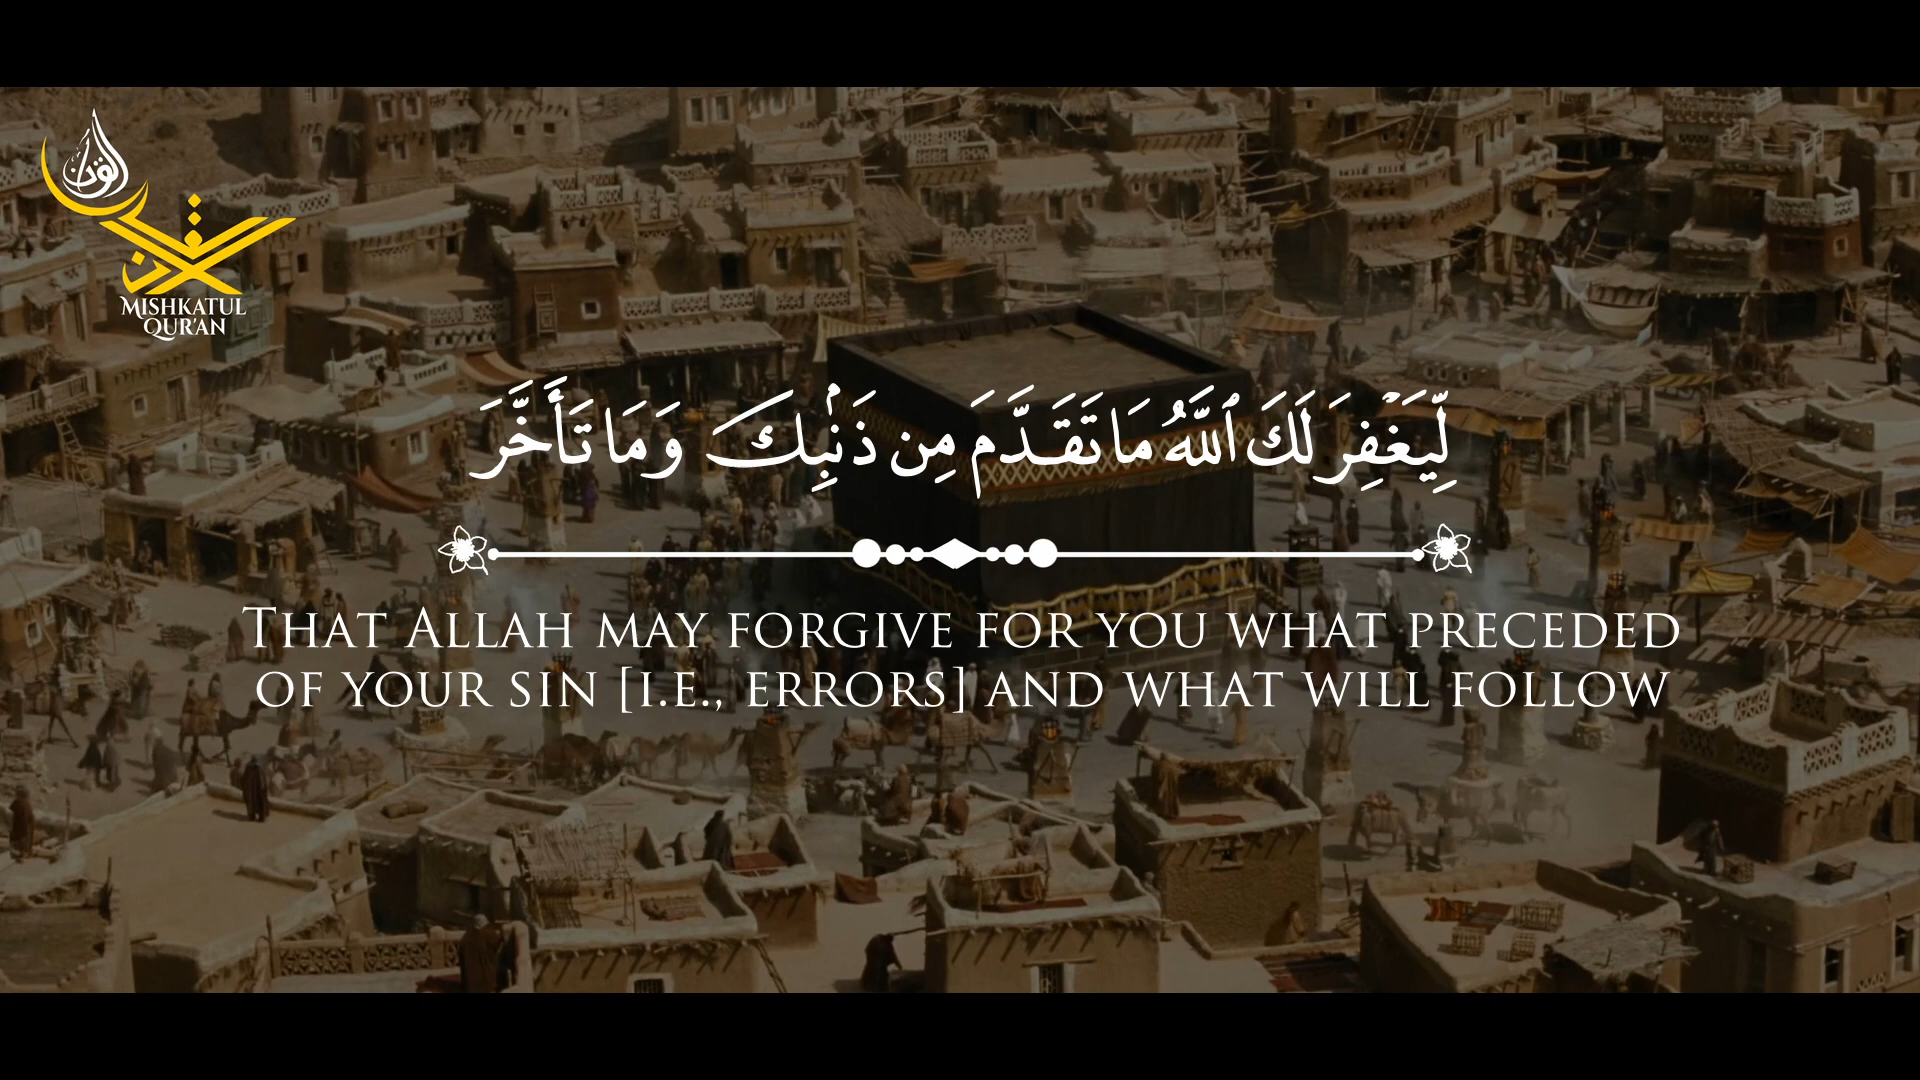 القرآن
MISHKATUL
QUR'AN
لِّيَغْفِرَ لَكَ ٱللَّهُ مَا تَقَدَّمَ مِن ذَنۢبِكَ وَمَا تَأَخَّرَ
THAT ALLAH MAY FORGIVE FOR YOU WHAT PRECEDED
OF YOUR SIN [I.E., ERRORS] AND WHAT WILL FOLLOW